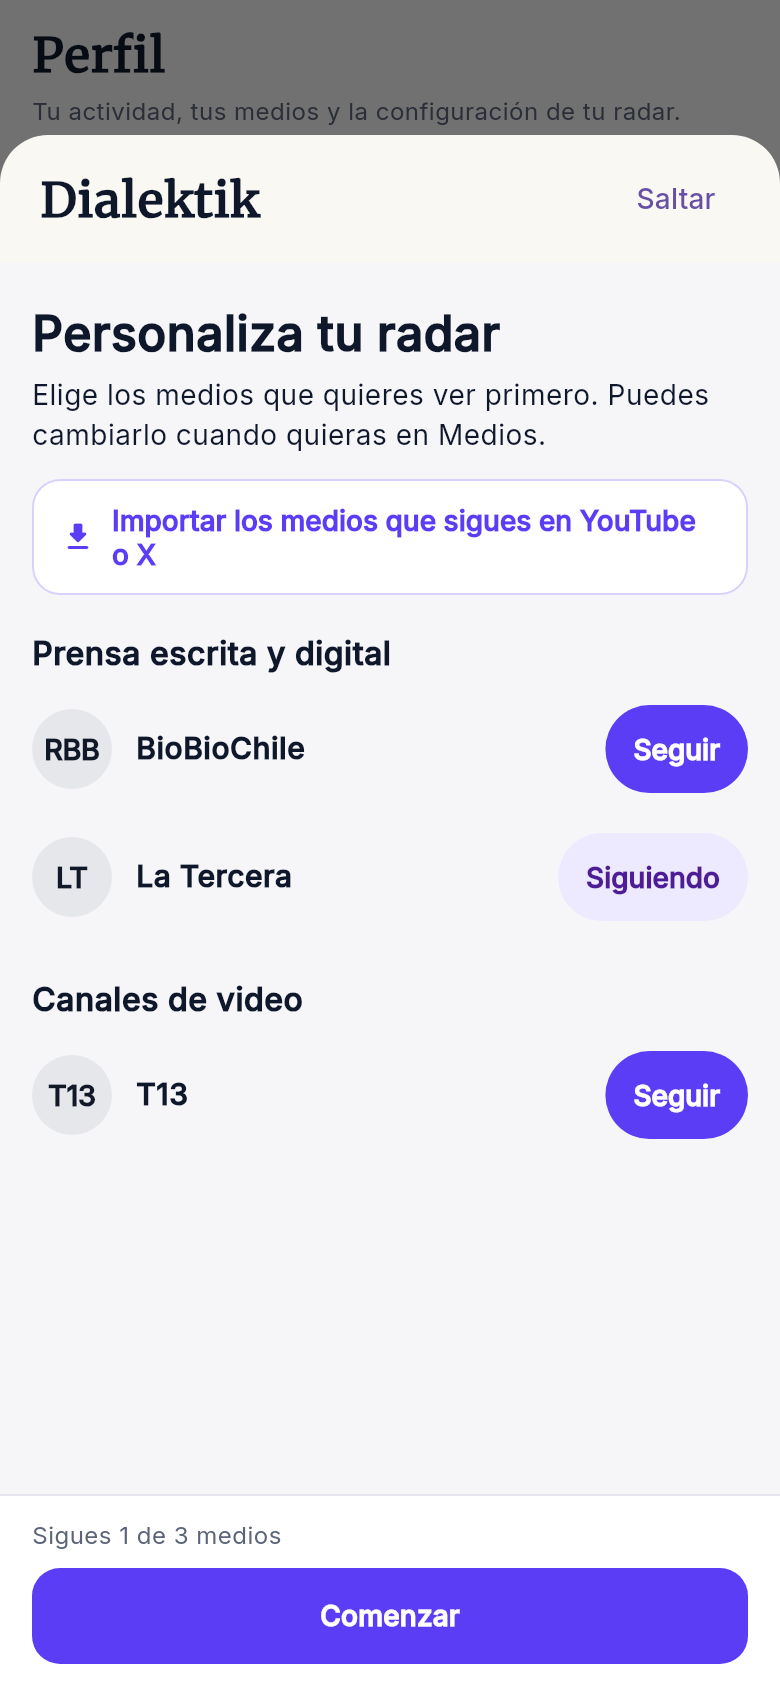 Perfil
Tu actividad, tus medios y la configuración de tu radar.
Dialektik
Saltar
Personaliza tu radar
Elige los medios que quieres ver primero. Puedes
cambiarlo cuando quieras en Medios.
Importar los medios que sigues en YouTube
o X
Prensa escrita y digital
RBB
BioBioChile
Seguir
LT
La Tercera
Siguiendo
Canales de video
T13
T13
Seguir
Sigues 1 de 3 medios
Comenzar